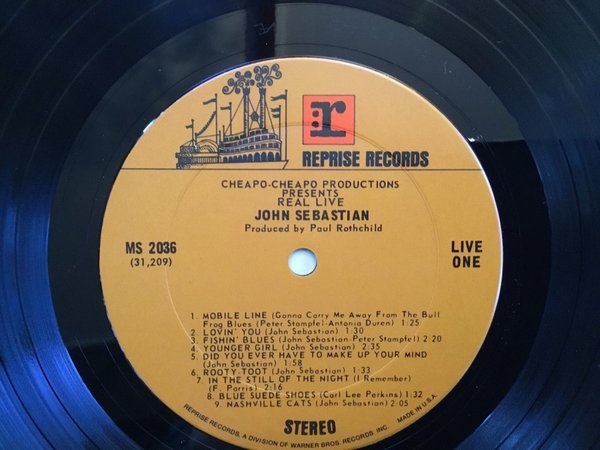 r:
REPRISE RECORDS
CHEAPO-CHEAPO PRODUCTIONS
PRESENTS
REAL LIVE
JOHN SEBASTIAN
Produced by Paul Rothchild
MS 2036
(31,209)
LIVE
ONE
1. MOBILE LINE (Gonna Carry Me Away From The Bull
Frog Blues (Peter Stampfel-Antonia Duren) 1:25
2. LOVIN' YOU (John Sebastian) 1:30
3. FISHIN' BLUES (John Sebastian-Peter Stampfel) 2:20
4. YOUNGER GIRL (John Sebastian) 2:35
5. DID YOU EVER HAVE TO MAKE UP YOUR MIND
(John Sebastian) 1:58
6. ROOTY-TOOT (John Sebastian) 1:33
7. IN THE STILL OF THE NIGHT (I Remember)
(F. Parris) 2:16
8. BLUE SUEDE SHOES (Carl Lee Perkins) 1:32
9. NASHVILLE CATS (John Sebastian) 2:05
STEREO
REPRISE RECORDS, A DIVISION OF WARNER BROS. RECORDS, INC. MADE IN U.S.A.